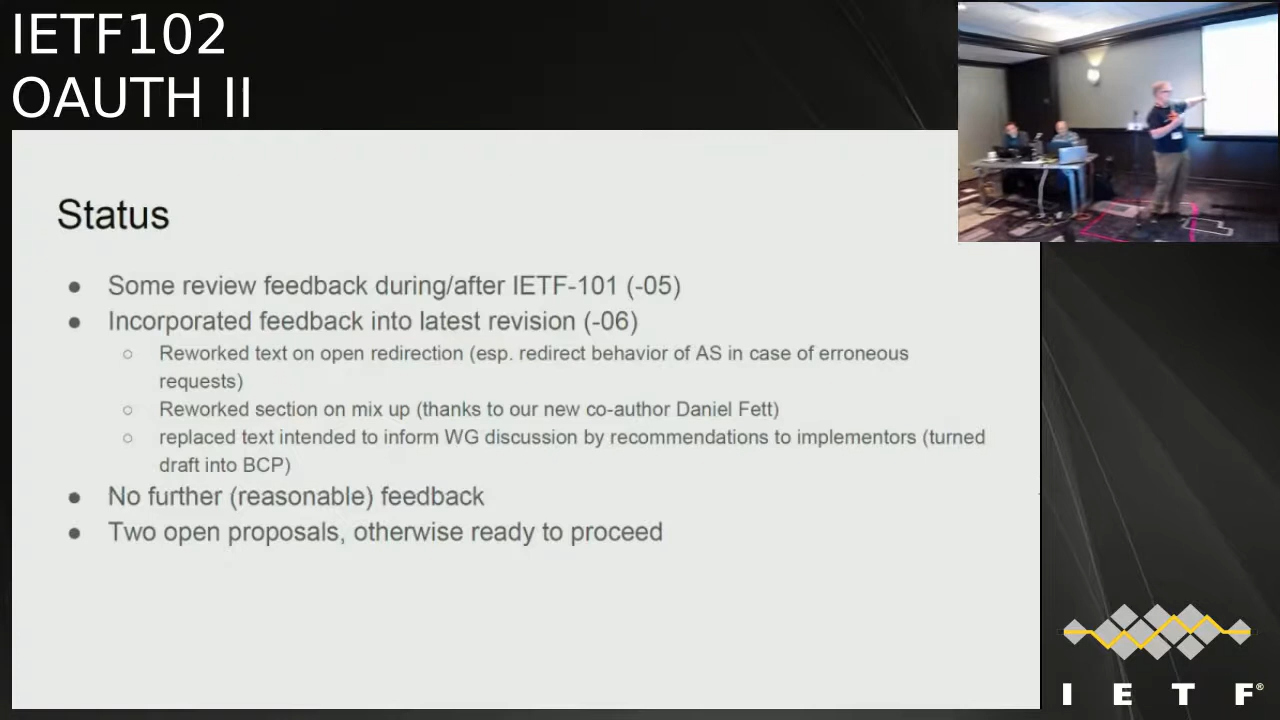 IETF102
OAUTH II
Status
● Some review feedback during/after IETF-101 (-05)
● Incorporated feedback into latest revision (-06)
○ Reworked text on open redirection (esp. redirect behavior of AS in case of erroneous
requests)
○ Reworked section on mix up (thanks to our new co-author Daniel Fett)
○ replaced text intended to inform WG discussion by recommendations to implementors (turned
draft into BCP)
● No further (reasonable) feedback
● Two open proposals, otherwise ready to proceed
I E T F®